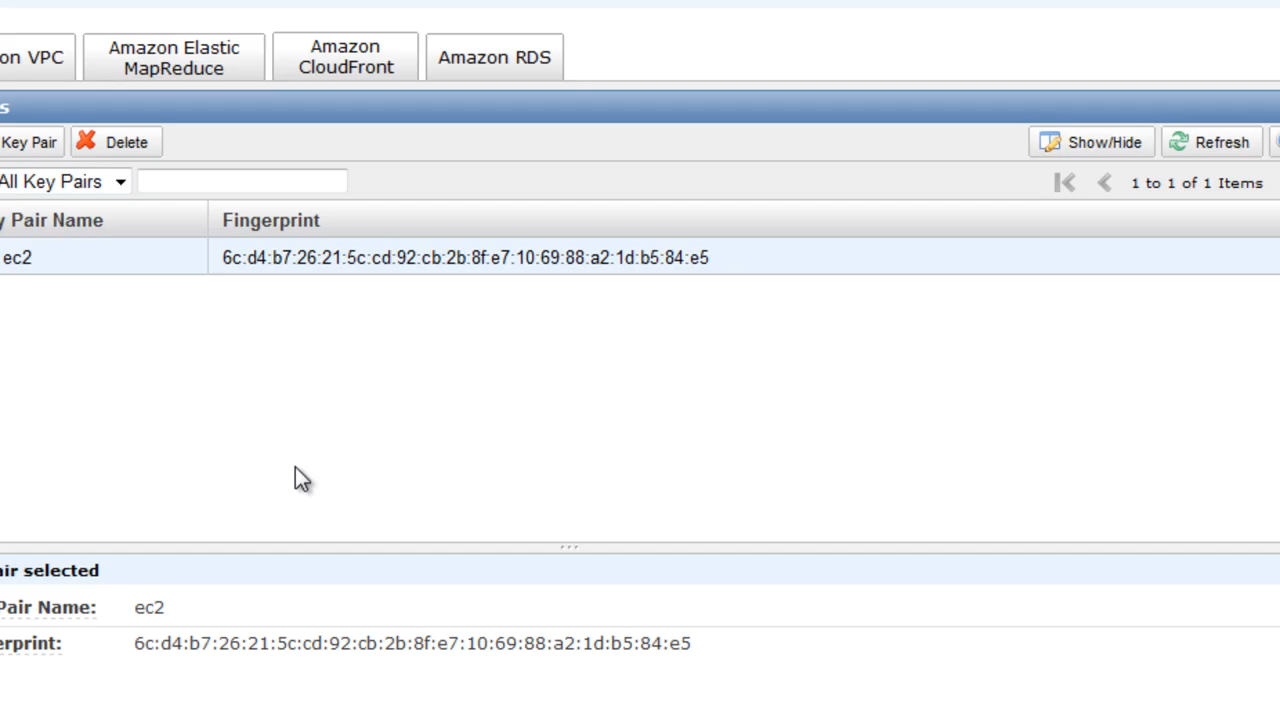 on VPC
Amazon Elastic
MapReduce
Amazon
CloudFront
Amazon RDS
s
Key Pair
Delete
Show/Hide
Refresh
All Key Pairs
1 to 1 of 1 Items
y Pair Name
Fingerprint
ec2
6c:d4:b7:26:21:5c:cd:92:cb:2b:8f:e7:10:69:88:a2:1d:b5:84:e5
air selected
Pair Name:
ec2
erprint:
6c:d4:b7:26:21:5c:cd:92:cb:2b:8f:e7:10:69:88:a2:1d:b5:84:e5